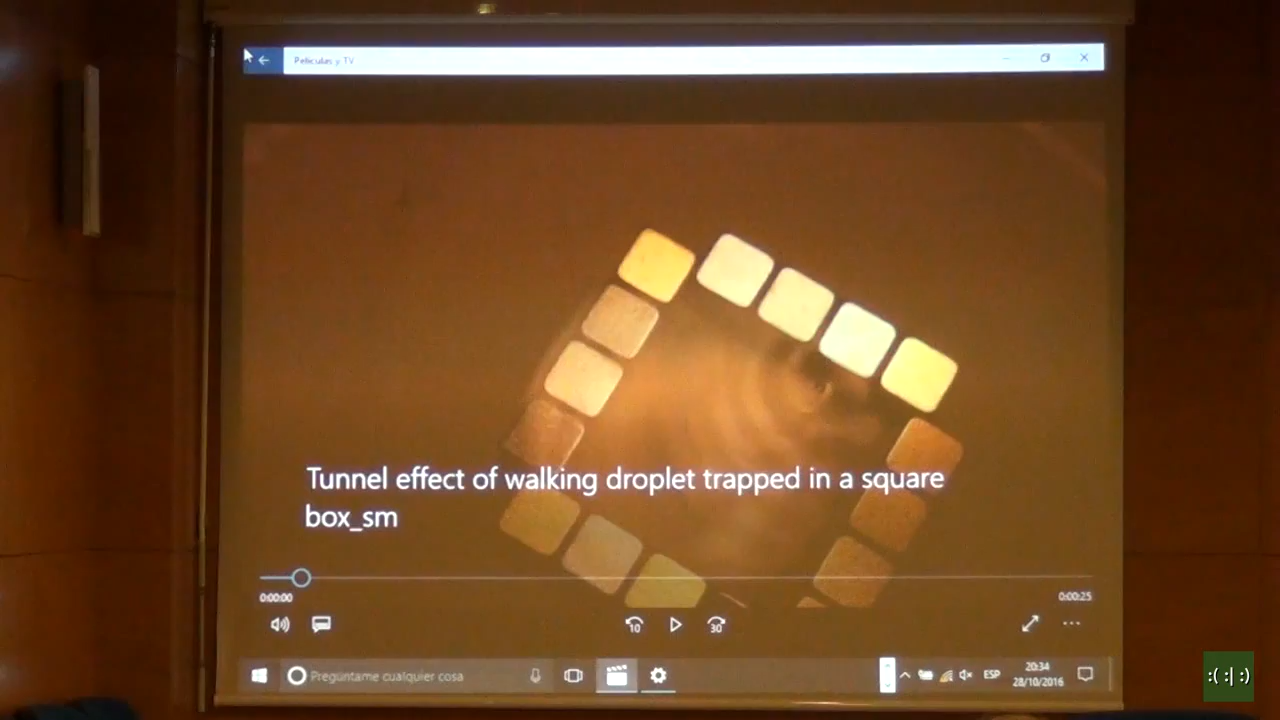 Películas y TV
Tunnel effect of walking droplet trapped in a square
box_sm
0:00:00
0:00:25
10
30
Pregúntame cualquier cosa
ESP
20:34
28/10/2016
:( :| :)